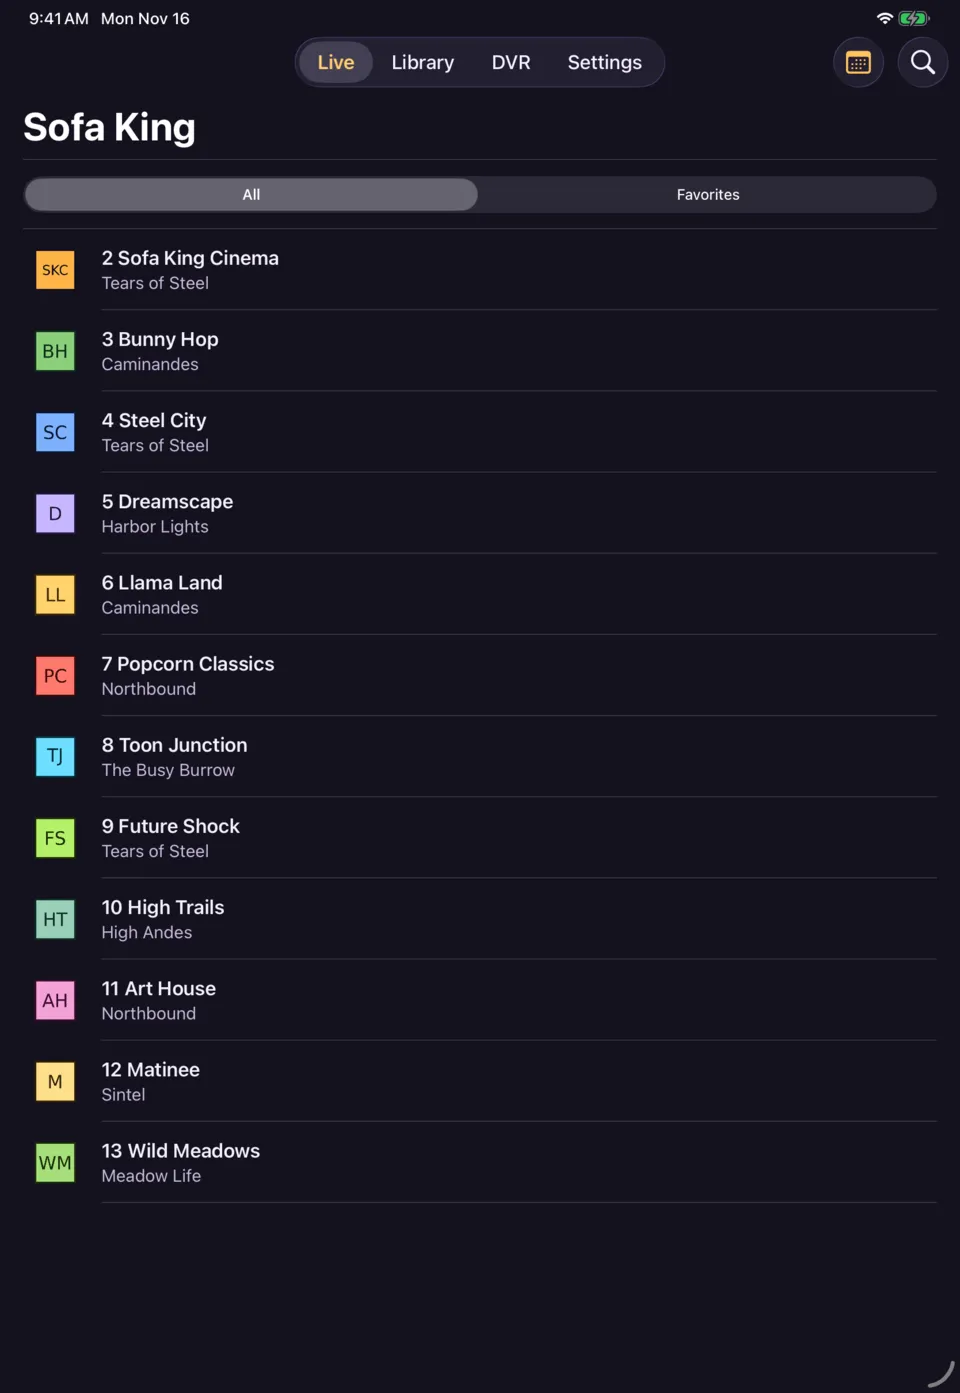 9:41 AM Mon Nov 16
Live Library DVR Settings
Sofa King
All Favorites
SKC
2 Sofa King Cinema
Tears of Steel
BH
3 Bunny Hop
Caminandes
SC
4 Steel City
Tears of Steel
D
5 Dreamscape
Harbor Lights
LL
6 Llama Land
Caminandes
PC
7 Popcorn Classics
Northbound
TJ
8 Toon Junction
The Busy Burrow
FS
9 Future Shock
Tears of Steel
HT
10 High Trails
High Andes
AH
11 Art House
Northbound
M
12 Matinee
Sintel
WM
13 Wild Meadows
Meadow Life